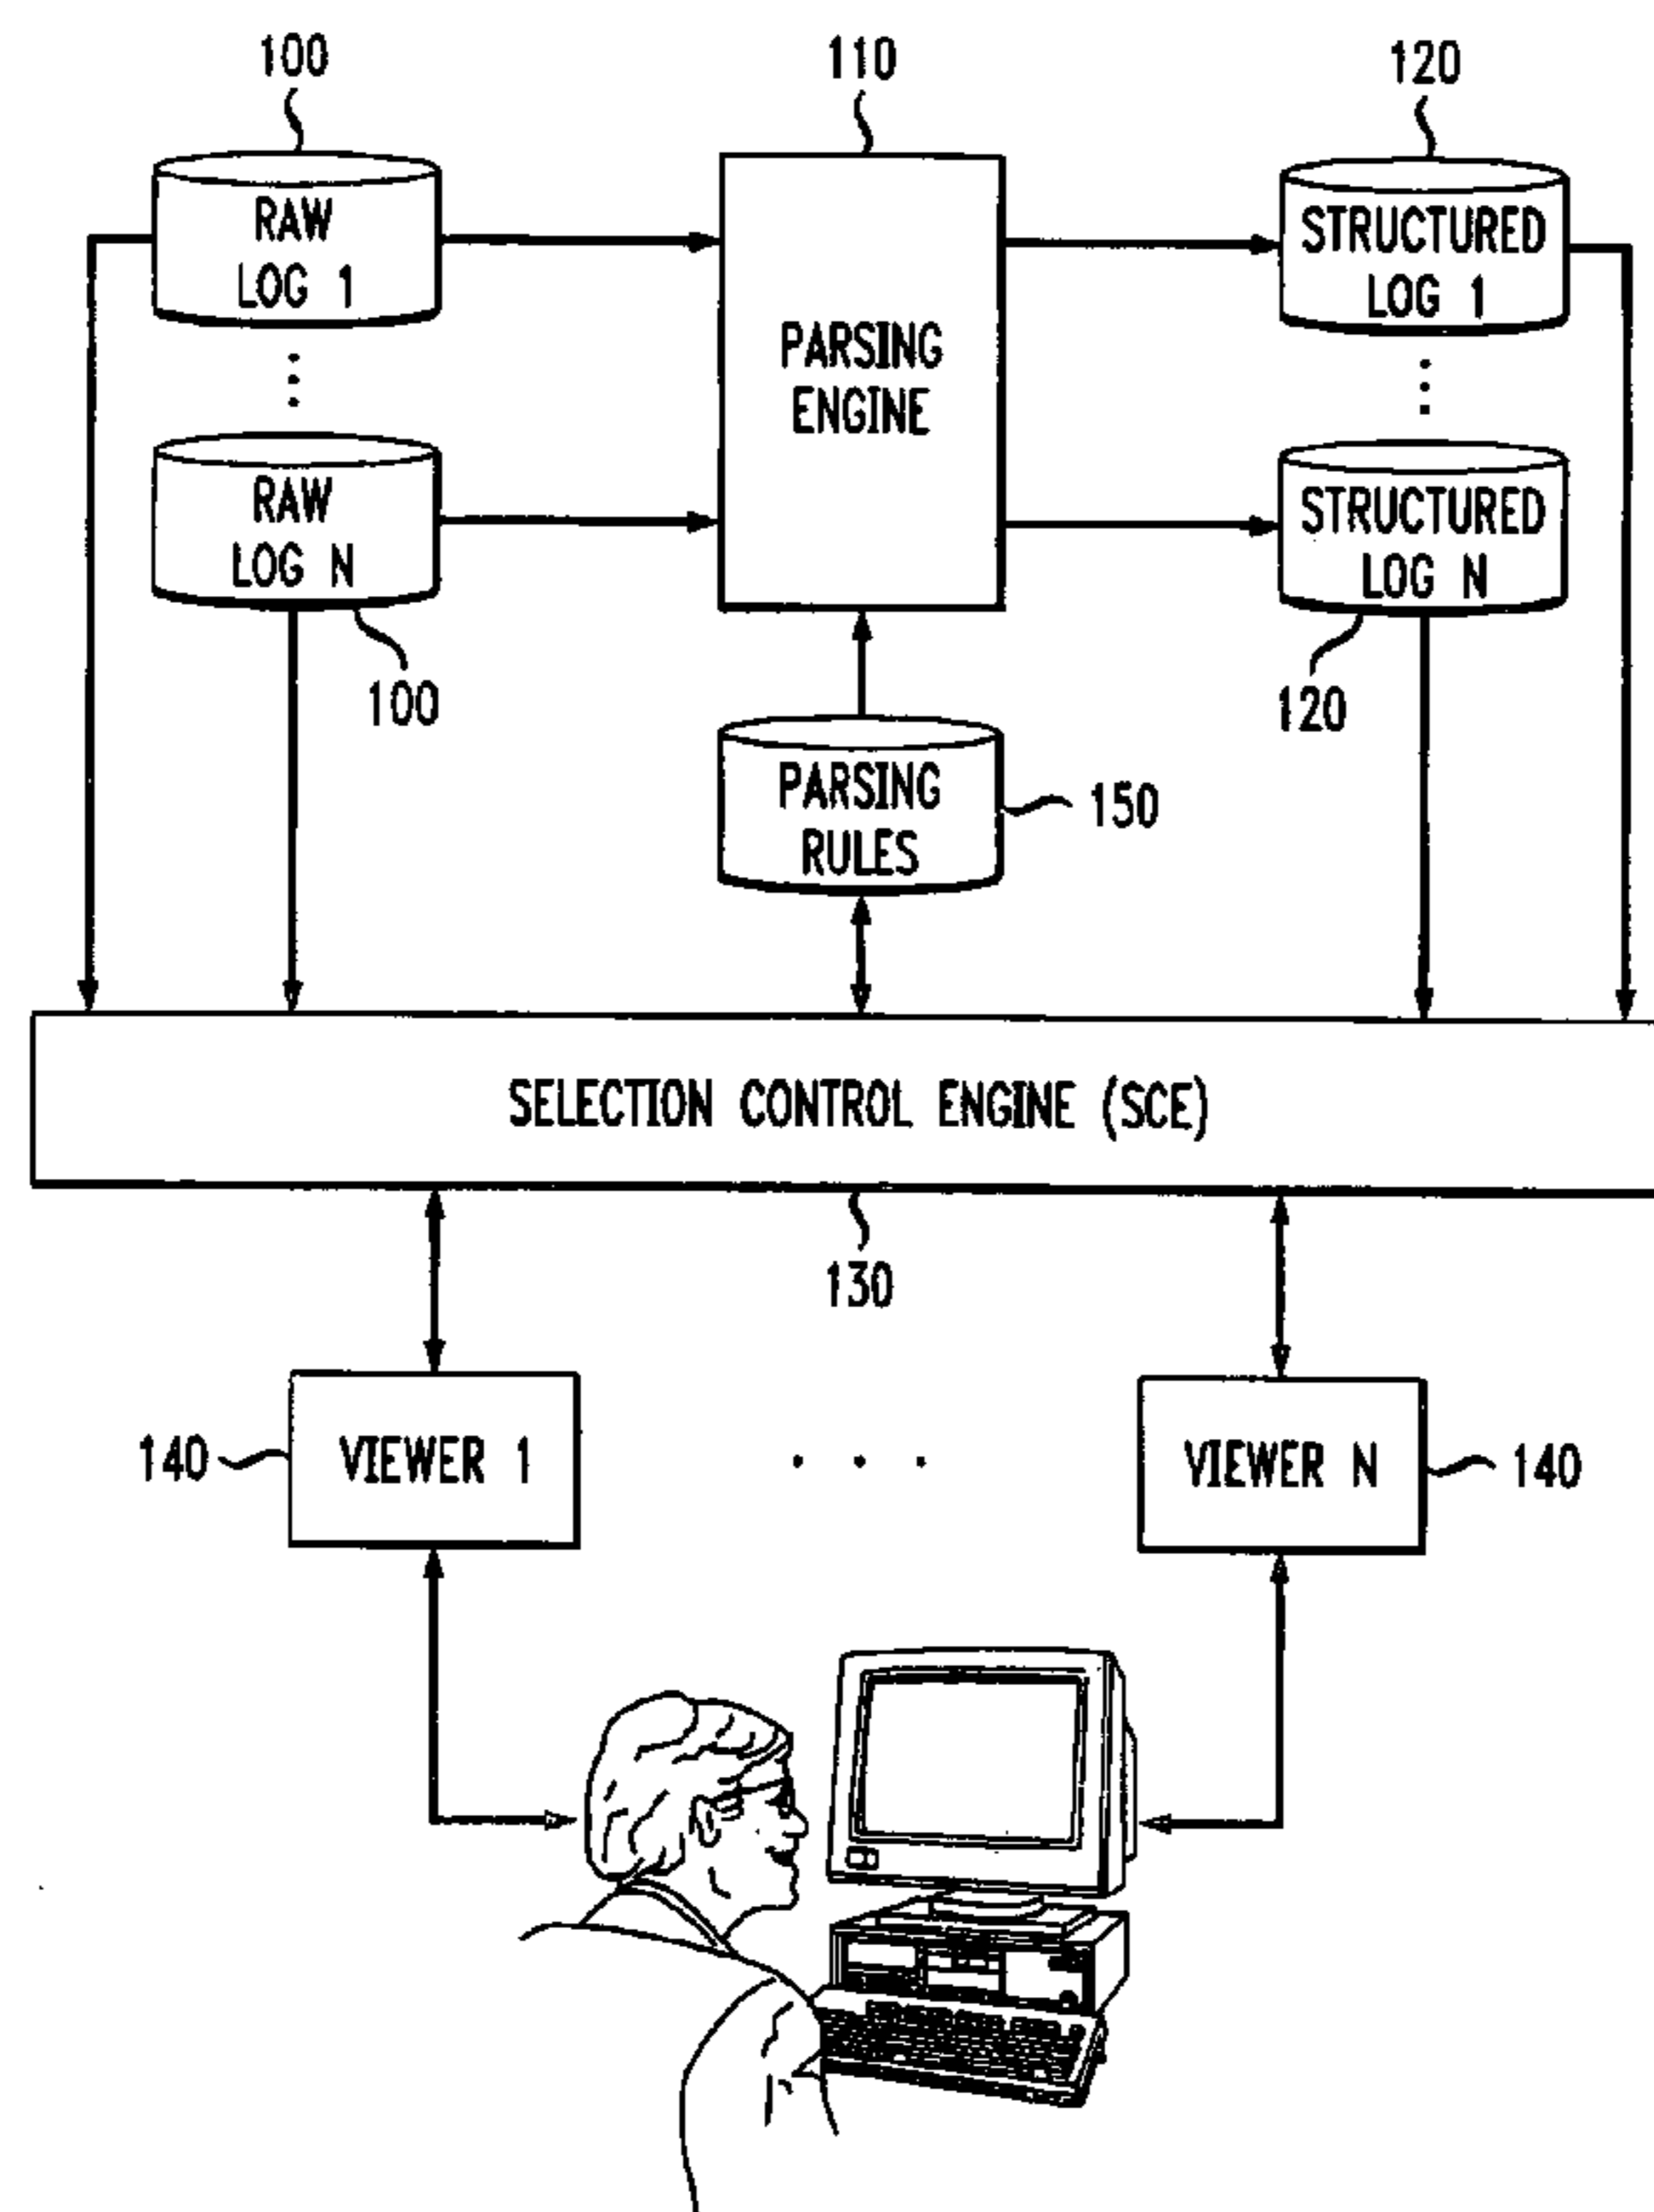 100
110
120
RAW
LOG 1
STRUCTURED
LOG 1
PARSING
ENGINE
RAW
LOG N
STRUCTURED
LOG N
100
120
PARSING
RULES
150
SELECTION CONTROL ENGINE (SCE)
130
140
VIEWER 1
. . .
VIEWER N
140